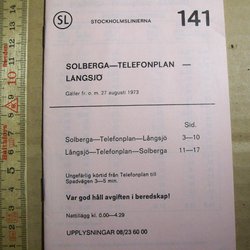 SL STOCKHOLMSLINJERNA 141
SOLBERGA—TELEFONPLAN —
LÅNGSJÖ
Gäller fr. o. m. 27 augusti 1973
Sid.
Solberga—Telefonplan—Långsjö 3—10
Långsjö—Telefonplan—Solberga 11—17
Ungefärlig körtid från Telefonplan till
Spadvägen 3—5 min.
Var god håll avgiften i beredskap!
Nattillägg kl. 0.00—4.29
UPPLYSNINGAR 08/23 60 00